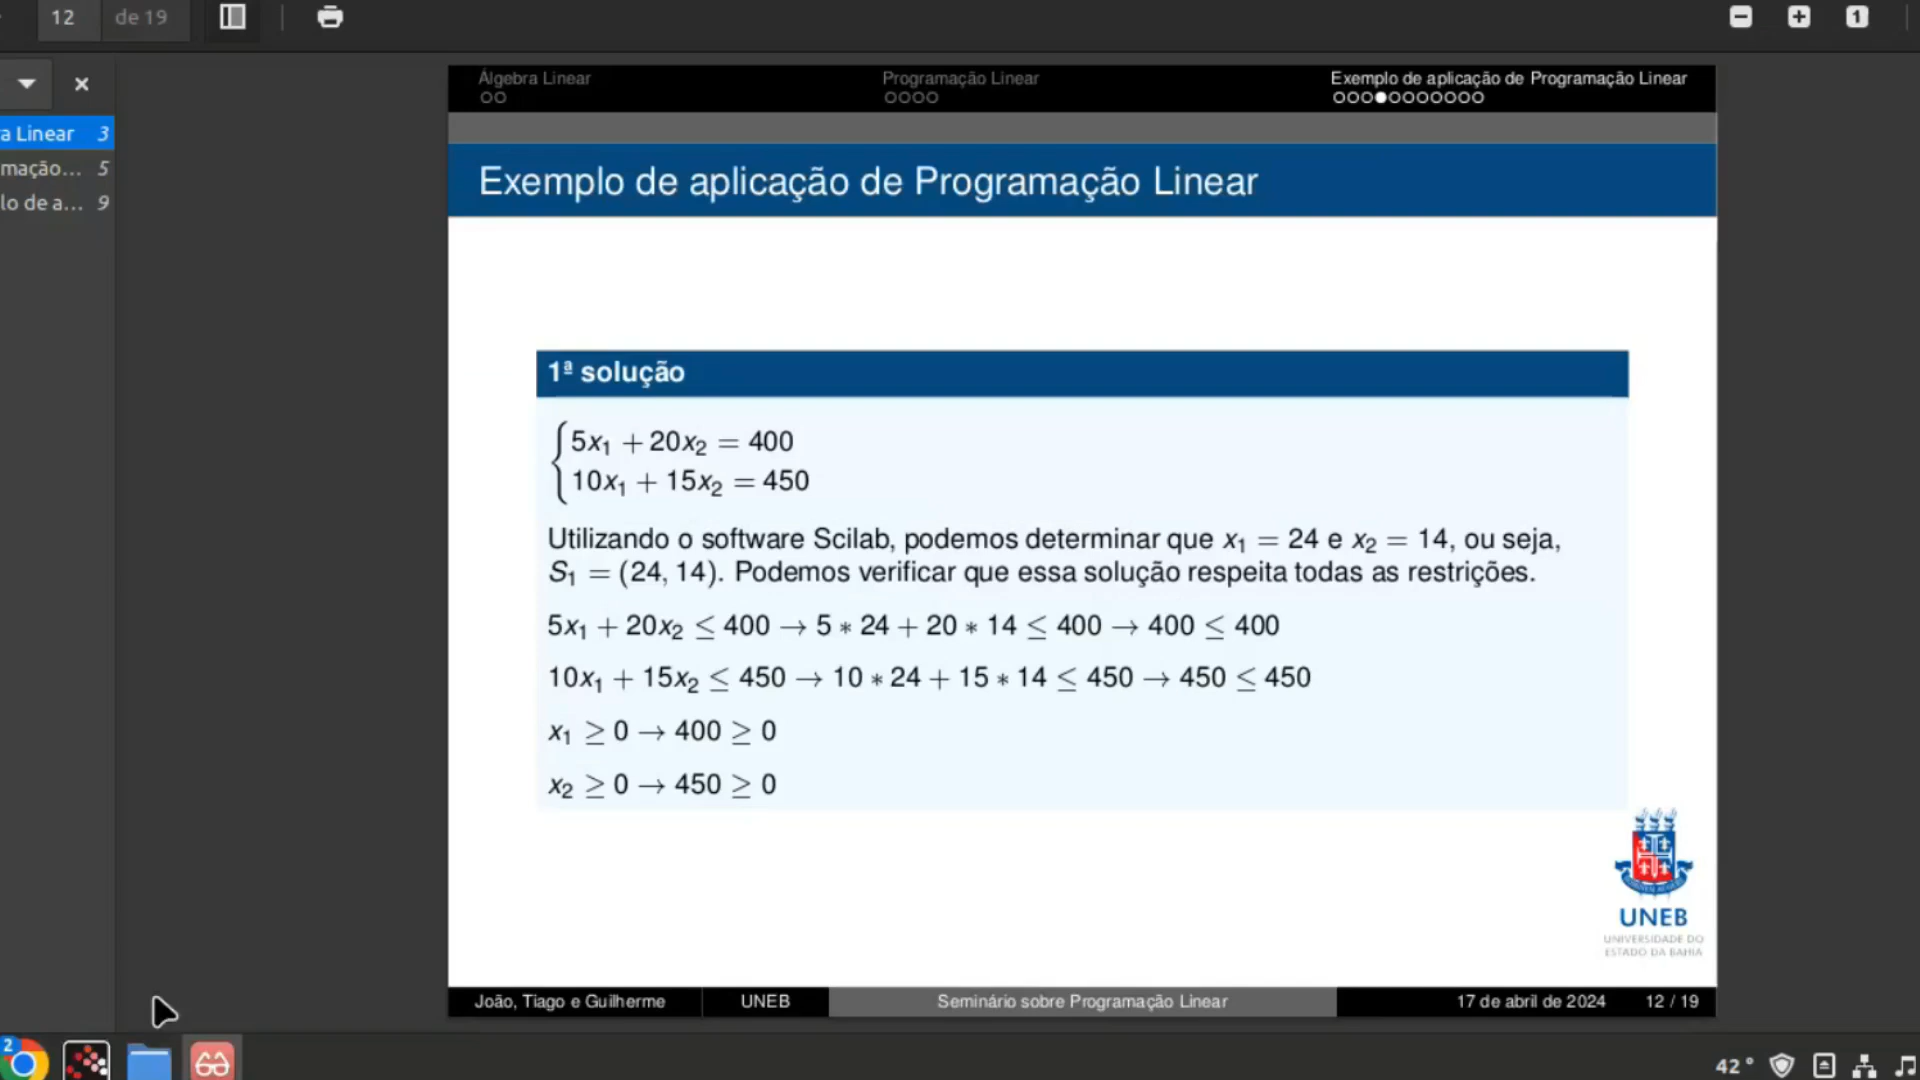 12 de 19
1
Álgebra Linear
Programação Linear
Exemplo de aplicação de Programação Linear
a Linear 3
mação... 5
lo de a... 9
Exemplo de aplicação de Programação Linear
1ª solução
5x₁ + 20x₂ = 400
10x₁ + 15x₂ = 450
Utilizando o software Scilab, podemos determinar que x₁ = 24 e x₂ = 14, ou seja,
S₁ = (24, 14). Podemos verificar que essa solução respeita todas as restrições.
5x₁ + 20x₂ ≤ 400 → 5 * 24 + 20 * 14 ≤ 400 → 400 ≤ 400
10x₁ + 15x₂ ≤ 450 → 10 * 24 + 15 * 14 ≤ 450 → 450 ≤ 450
x₁ ≥ 0 → 400 ≥ 0
x₂ ≥ 0 → 450 ≥ 0
UNEB
UNIVERSIDADE DO
ESTADO DA BAHIA
João, Tiago e Guilherme
UNEB
Seminário sobre Programação Linear
17 de abril de 2024
12 / 19
2
42°